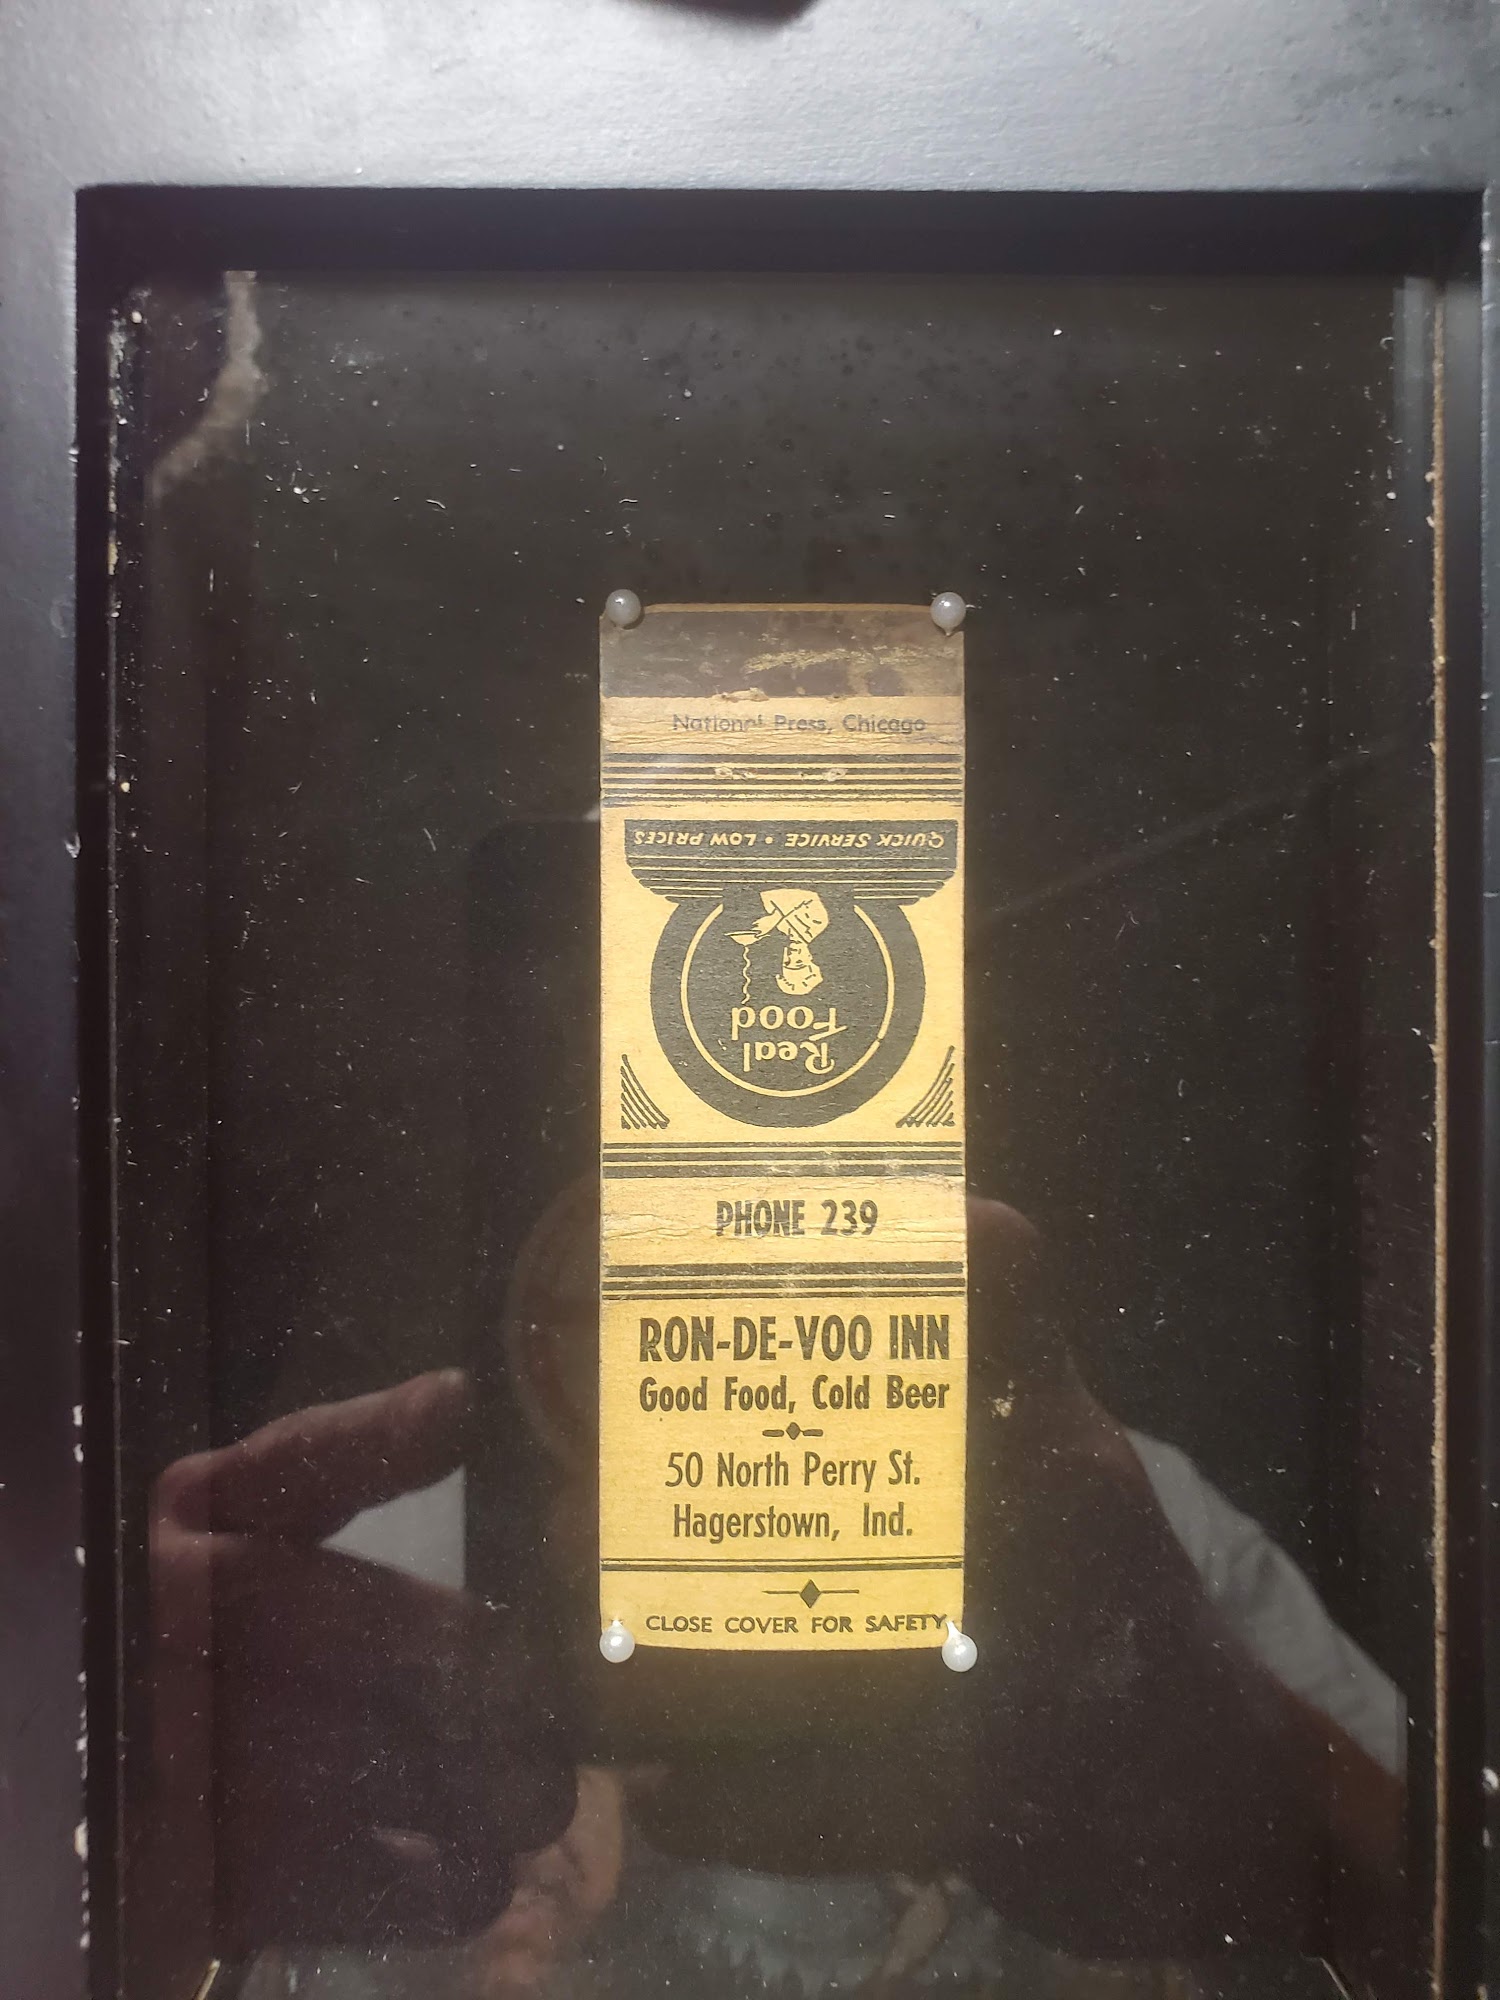 National Press, Chicago
QUICK SERVICE • LOW PRICES
Real
Food
PHONE 239
RON-DE-VOO INN
Good Food, Cold Beer
50 North Perry St.
Hagerstown, Ind.
CLOSE COVER FOR SAFETY